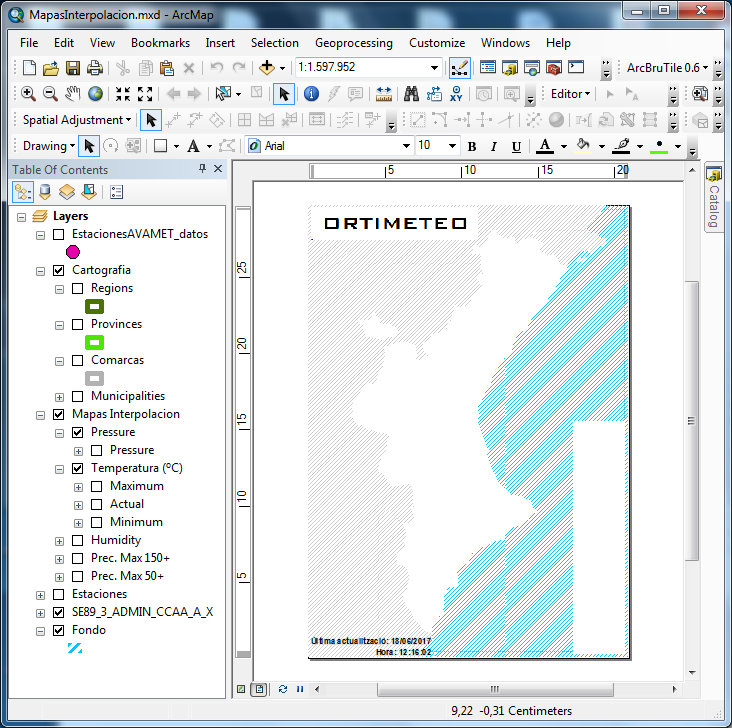 MapasInterpolacion.mxd - ArcMap
File Edit View Bookmarks Insert Selection Geoprocessing Customize Windows Help
1:1.597.952
ArcBruTile 0.6
Editor
Spatial Adjustment
Drawing A Arial 10 B I U A
Table Of Contents
Catalog
Layers
EstacionesAVAMET_datos
Cartografia
Regions
Provinces
Comarcas
Municipalities
Mapas Interpolacion
Pressure
Pressure
Temperatura (ºC)
Maximum
Actual
Minimum
Humidity
Prec. Max 150+
Prec. Max 50+
Estaciones
SE89_3_ADMIN_CCAA_A_X
Fondo
5 10 15 20
25
20
15
10
5
ORTIMETEO
Última actualització: 18/06/2017
Hora: 12:16:02
9,22 -0,31 Centimeters